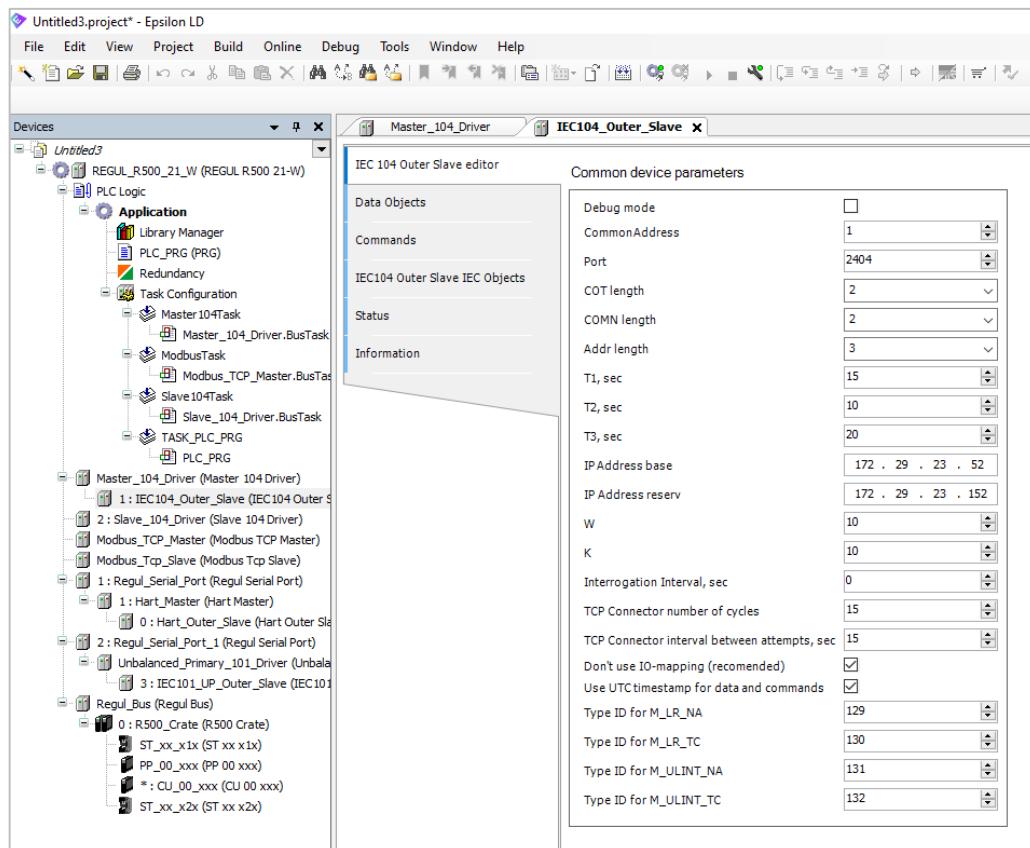 Untitled3.project* - Epsilon LD
File Edit View Project Build Online Debug Tools Window Help
Devices
Master_104_Driver
IEC104_Outer_Slave
Untitled3
REGUL_R500_21_W (REGUL R500 21-W)
PLC Logic
Application
Library Manager
PLC_PRG (PRG)
Redundancy
Task Configuration
Master104Task
Master_104_Driver.BusTask
ModbusTask
Modbus_TCP_Master.BusTas
Slave104Task
Slave_104_Driver.BusTask
TASK_PLC_PRG
PLC_PRG
Master_104_Driver (Master 104 Driver)
1 : IEC104_Outer_Slave (IEC104 Outer S
2 : Slave_104_Driver (Slave 104 Driver)
Modbus_TCP_Master (Modbus TCP Master)
Modbus_Tcp_Slave (Modbus Tcp Slave)
1 : Regul_Serial_Port (Regul Serial Port)
1 : Hart_Master (Hart Master)
0 : Hart_Outer_Slave (Hart Outer Sla
2 : Regul_Serial_Port_1 (Regul Serial Port)
Unbalanced_Primary_101_Driver (Unbala
3 : IEC101_UP_Outer_Slave (IEC101
Regul_Bus (Regul Bus)
0 : R500_Crate (R500 Crate)
ST_xx_x1x (ST xx x1x)
PP_00_xxx (PP 00 xxx)
* : CU_00_xxx (CU 00 xxx)
ST_xx_x2x (ST xx x2x)
IEC 104 Outer Slave editor
Data Objects
Commands
IEC104 Outer Slave IEC Objects
Status
Information
Common device parameters
Debug mode
CommonAddress 1
Port 2404
COT length 2
COMN length 2
Addr length 3
T1, sec 15
T2, sec 10
T3, sec 20
IP Address base 172 . 29 . 23 . 52
IP Address reserv 172 . 29 . 23 . 152
W 10
K 10
Interrogation Interval, sec 0
TCP Connector number of cycles 15
TCP Connector interval between attempts, sec 15
Don't use IO-mapping (recomended)
Use UTC timestamp for data and commands
Type ID for M_LR_NA 129
Type ID for M_LR_TC 130
Type ID for M_ULINT_NA 131
Type ID for M_ULINT_TC 132